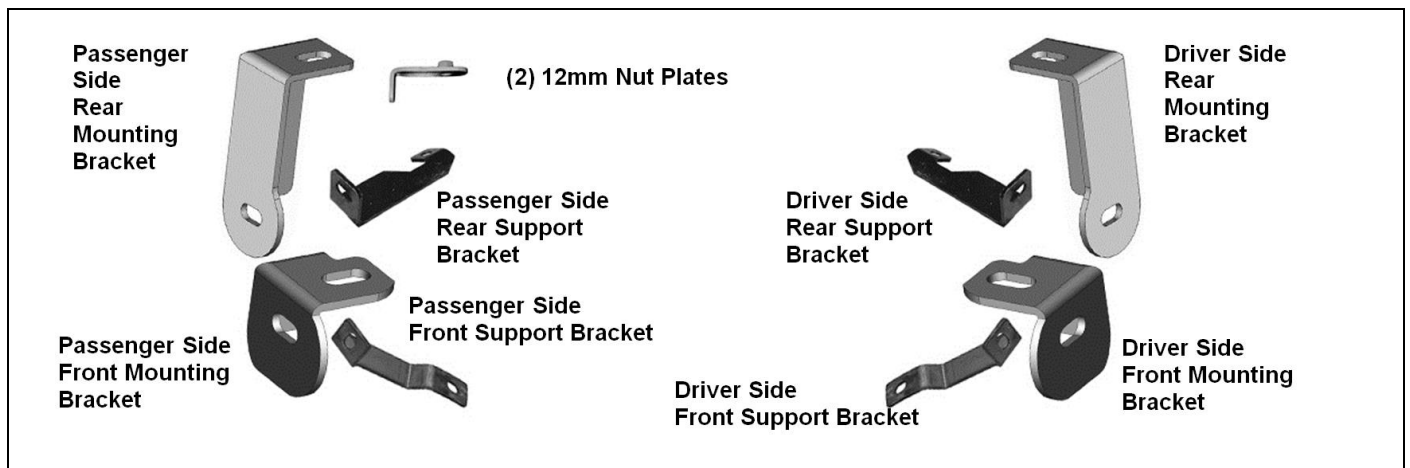 Passenger
Side
Rear
Mounting
Bracket
(2) 12mm Nut Plates
Driver Side
Rear
Mounting
Bracket
Passenger Side
Rear Support
Bracket
Driver Side
Rear Support
Bracket
Passenger Side
Front Support Bracket
Passenger Side
Front Mounting
Bracket
Driver Side
Front Support Bracket
Driver Side
Front Mounting
Bracket